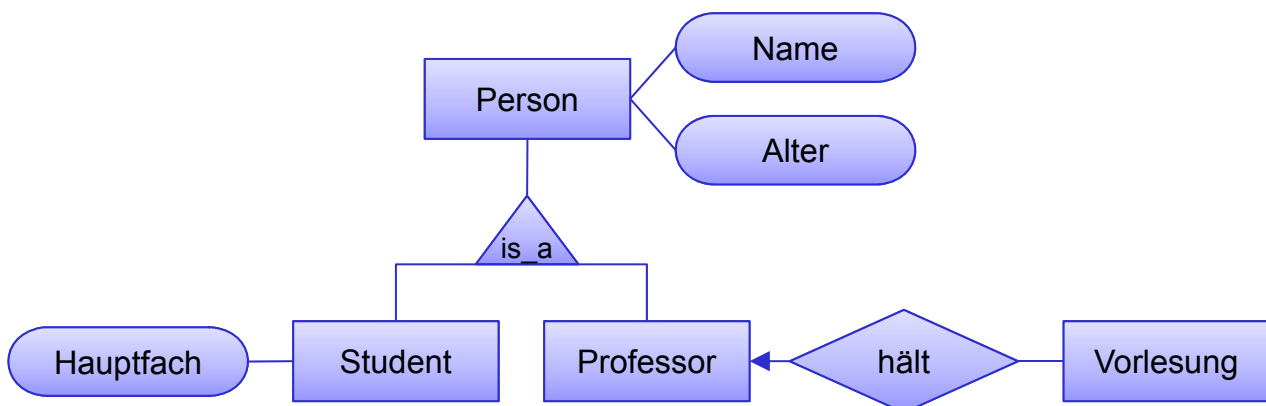 Name
Person
Alter
is_a
Hauptfach
Student
Professor
hält
Vorlesung